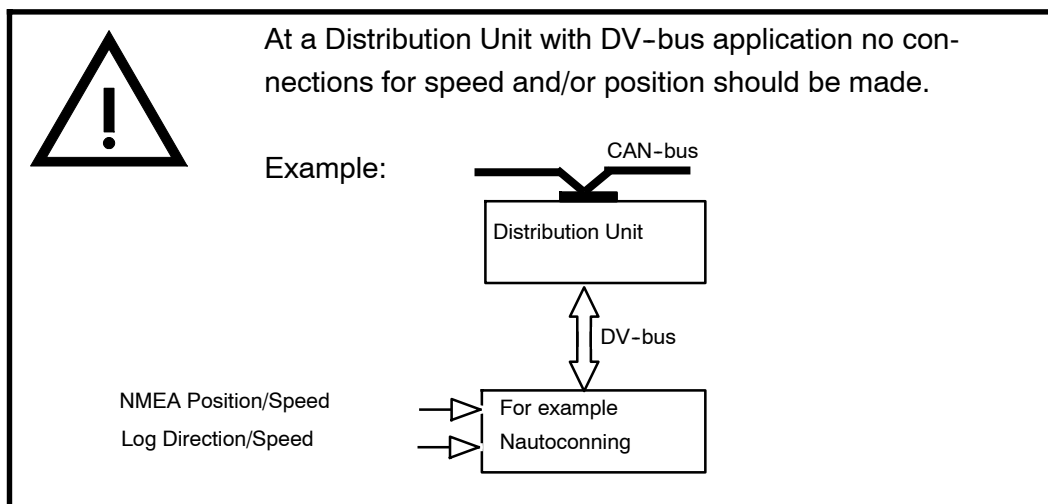 At a Distribution Unit with DV-bus application no con-
nections for speed and/or position should be made.
Example:
CAN-bus
Distribution Unit
DV-bus
NMEA Position/Speed
For example
Log Direction/Speed
Nautoconning